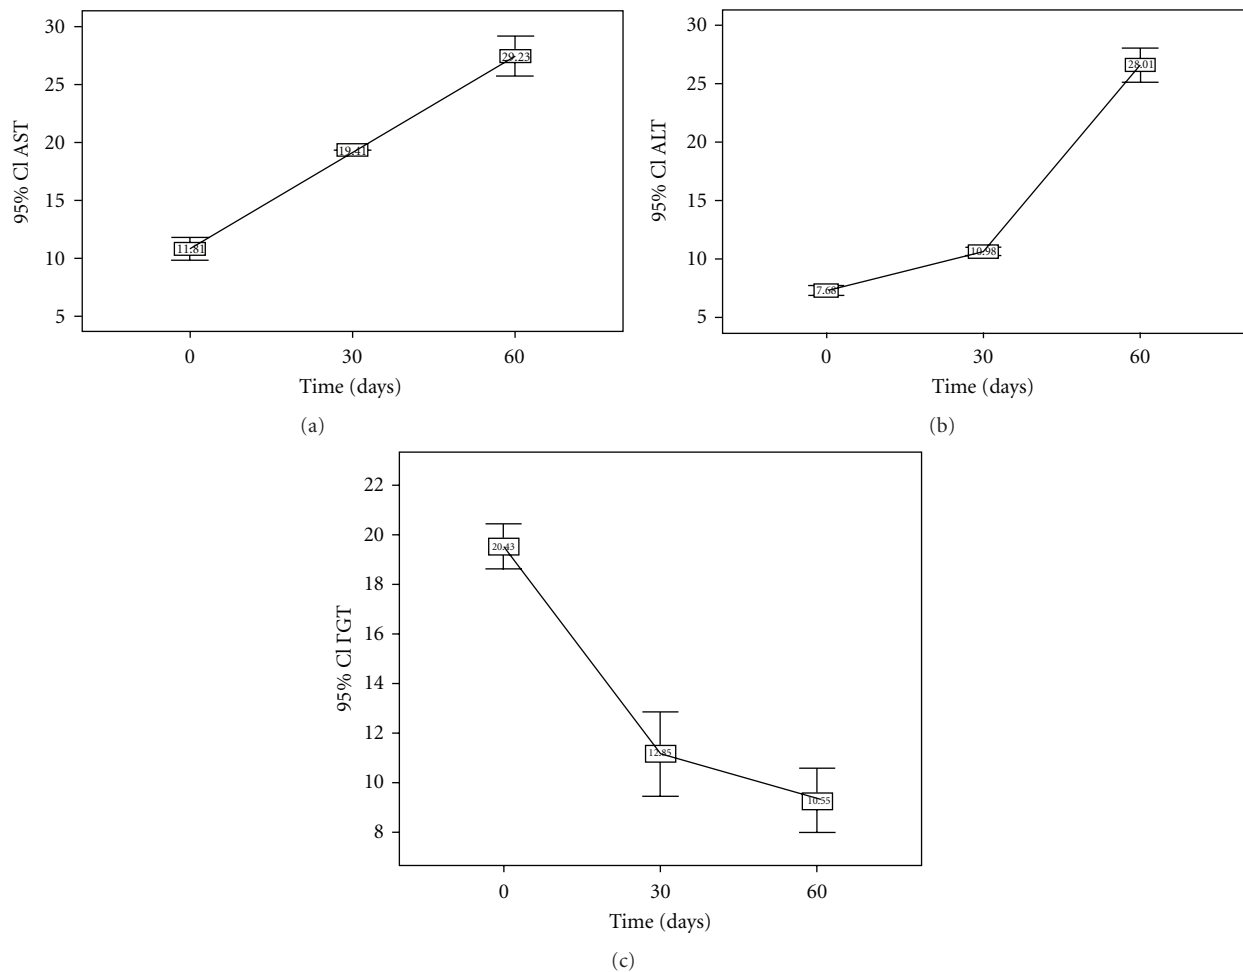 30
25
20
15
10
5
95% CI AST
29.23
19.41
11.81
0 30 60
Time (days)
(a)
30
25
20
15
10
5
95% CI ALT
28.01
10.98
7.68
0 30 60
Time (days)
(b)
22
20
18
16
14
12
10
8
95% CI ΓGT
20.43
12.85
10.55
0 30 60
Time (days)
(c)